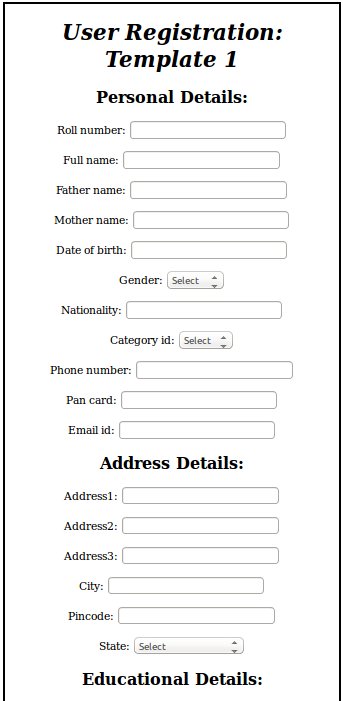 User Registration:
Template 1
Personal Details:
Roll number:
Full name:
Father name:
Mother name:
Date of birth:
Gender: Select
Nationality:
Category id: Select
Phone number:
Pan card:
Email id:
Address Details:
Address1:
Address2:
Address3:
City:
Pincode:
State: Select
Educational Details: